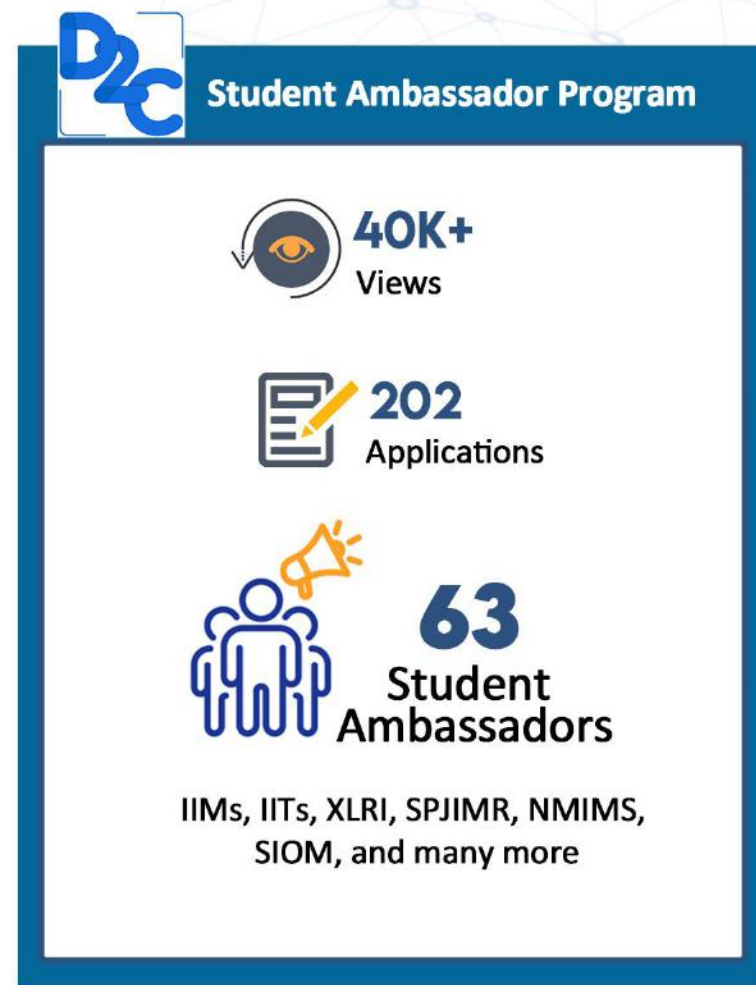 D2C
Student Ambassador Program
40K+
Views
202
Applications
63
Student
Ambassadors
IIMs, IITs, XLRI, SPJIMR, NMIMS,
SIOM, and many more